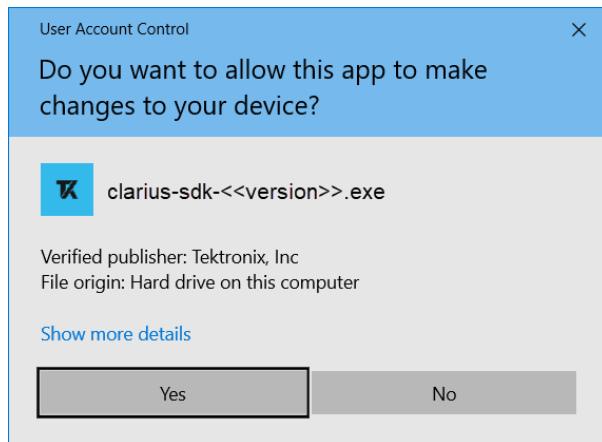 User Account Control
Do you want to allow this app to make
changes to your device?
clarius-sdk-<<version>>.exe
Verified publisher: Tektronix, Inc
File origin: Hard drive on this computer
Show more details
Yes
No